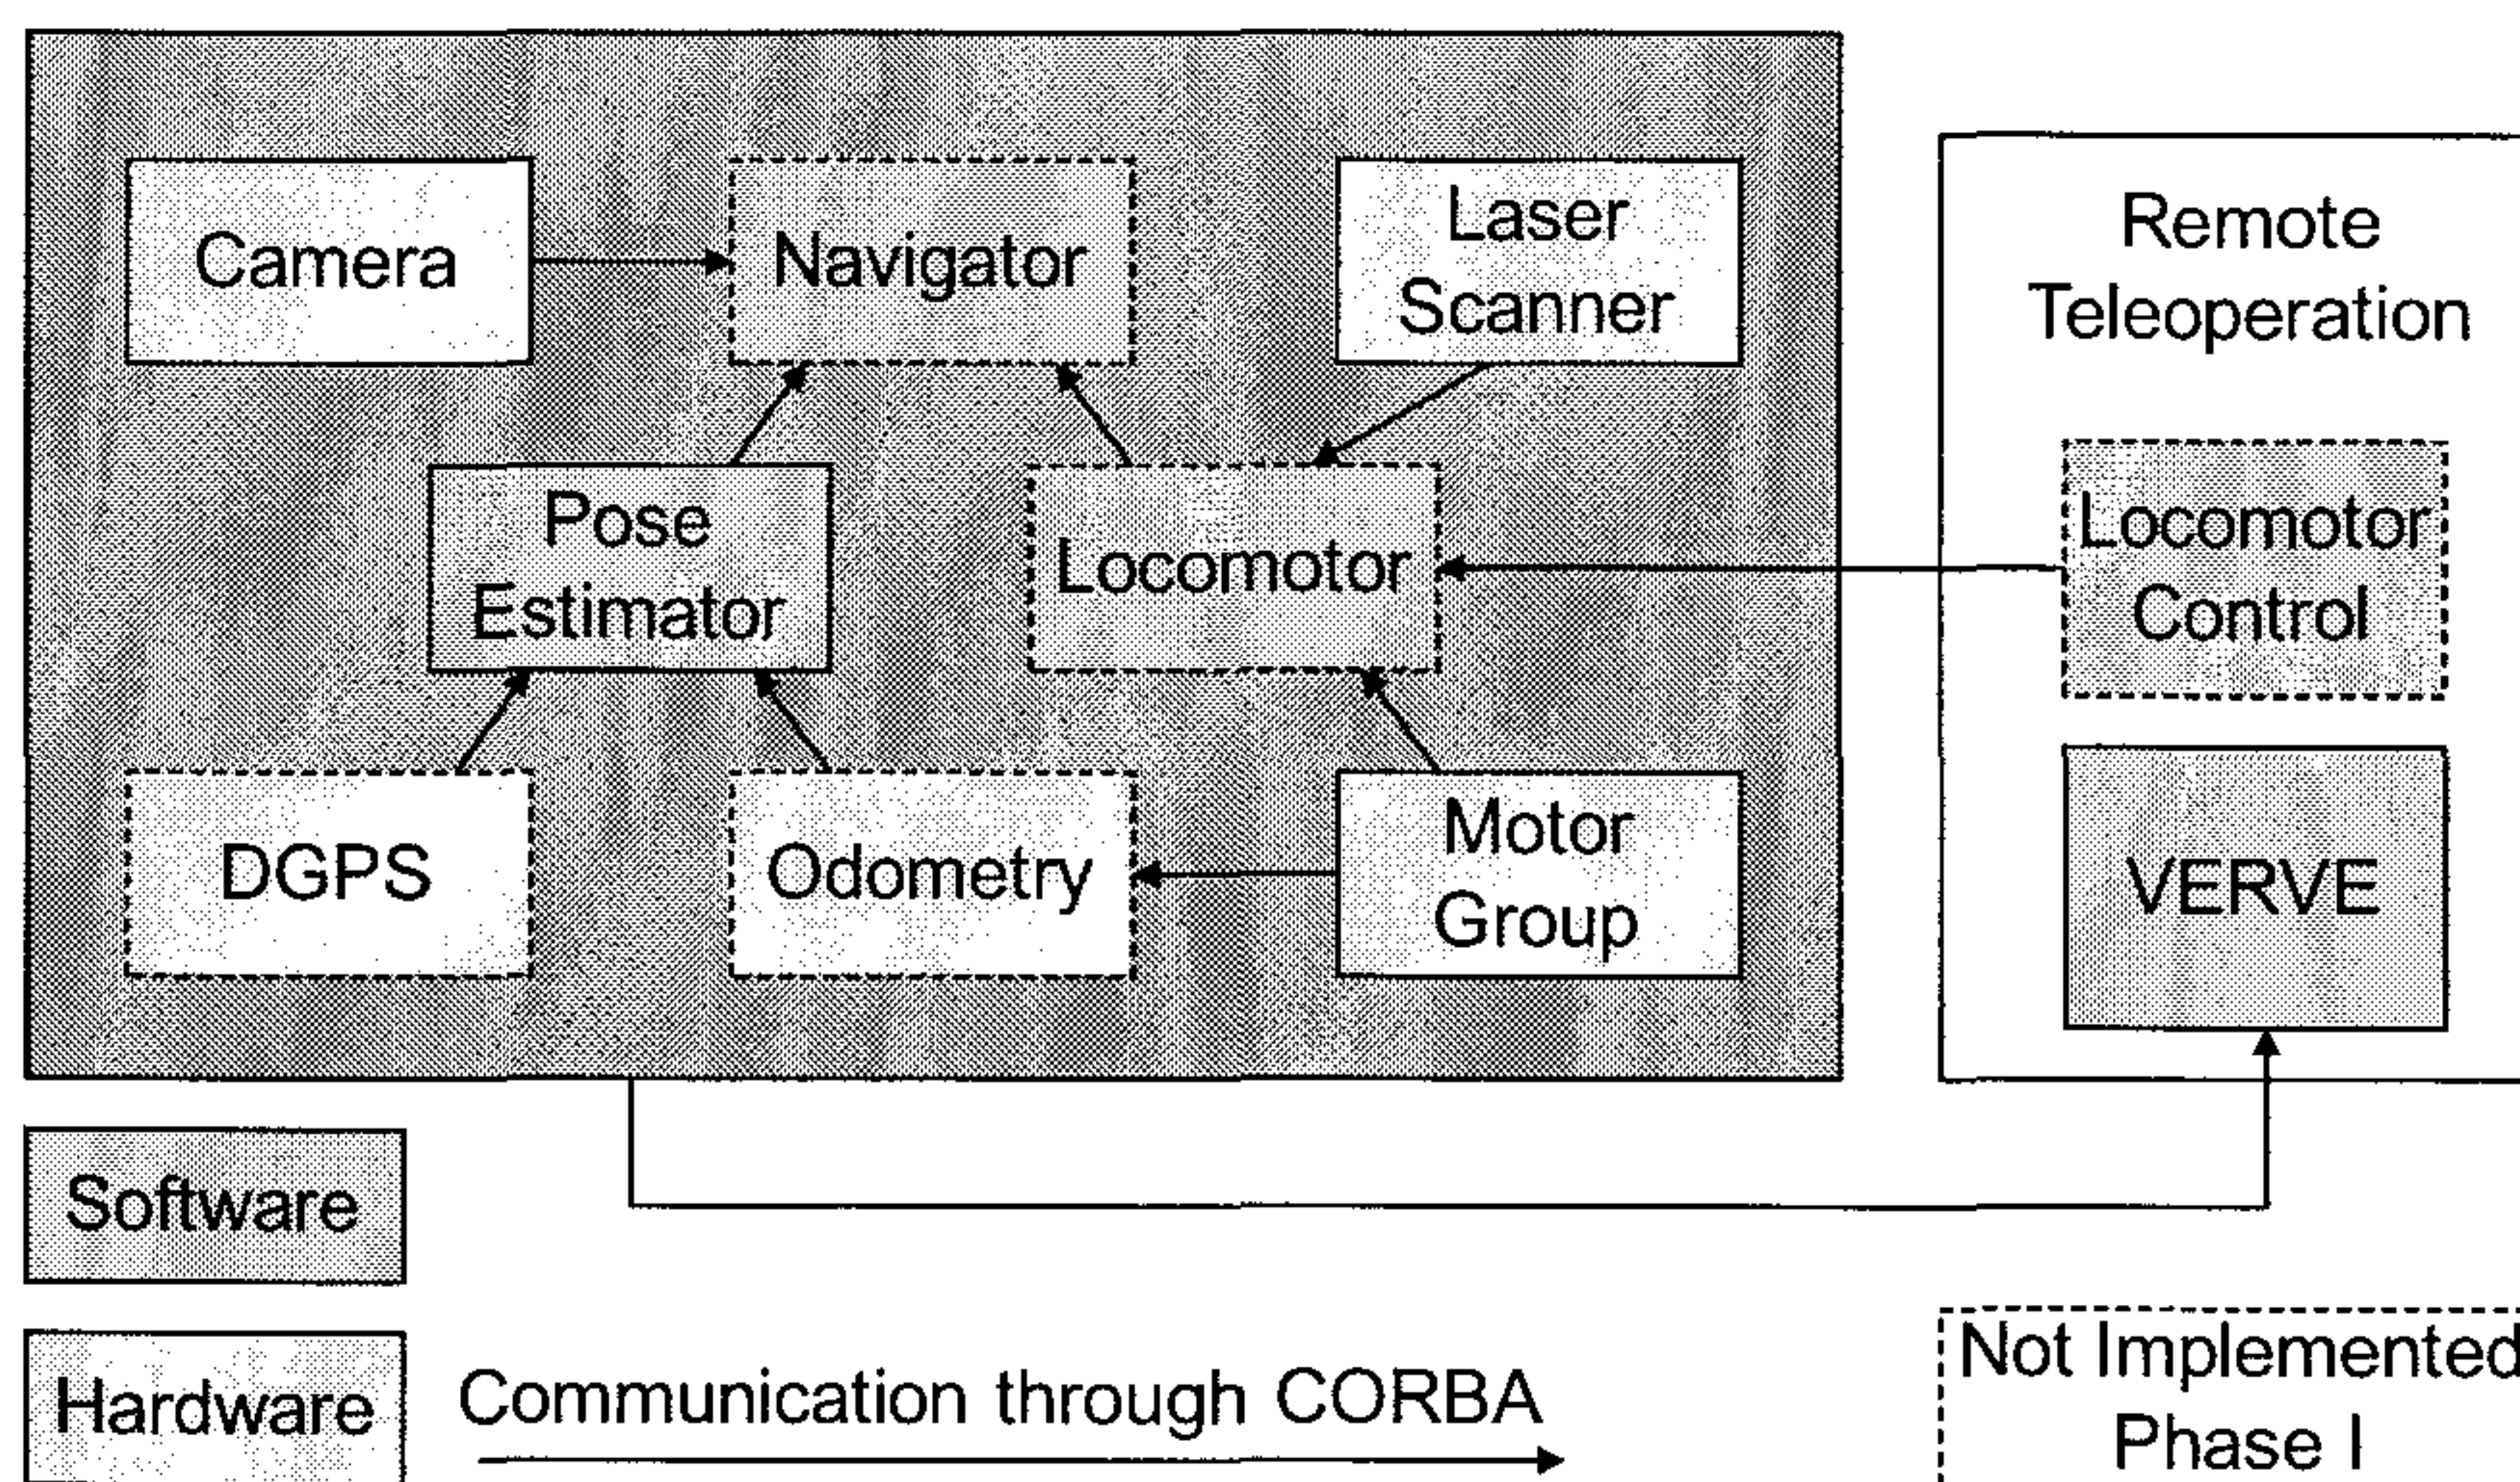 Camera
Navigator
Laser
Scanner
Remote
Teleoperation
Pose
Estimator
Locomotor
Locomotor
Control
DGPS
Odometry
Motor
Group
VERVE
Software
Hardware
Communication through CORBA
Not Implemented
Phase I